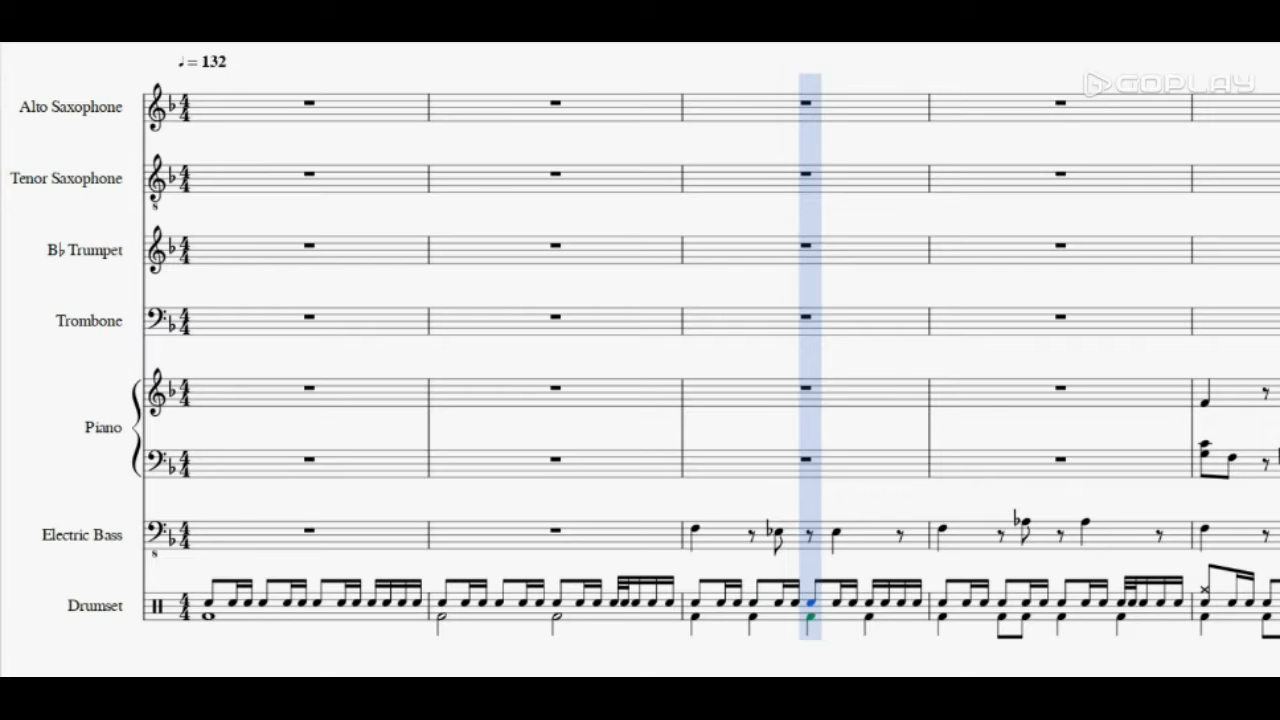 ♩= 132
GOPLAY
Alto Saxophone
Tenor Saxophone
B♭ Trumpet
Trombone
Piano
Electric Bass
Drumset